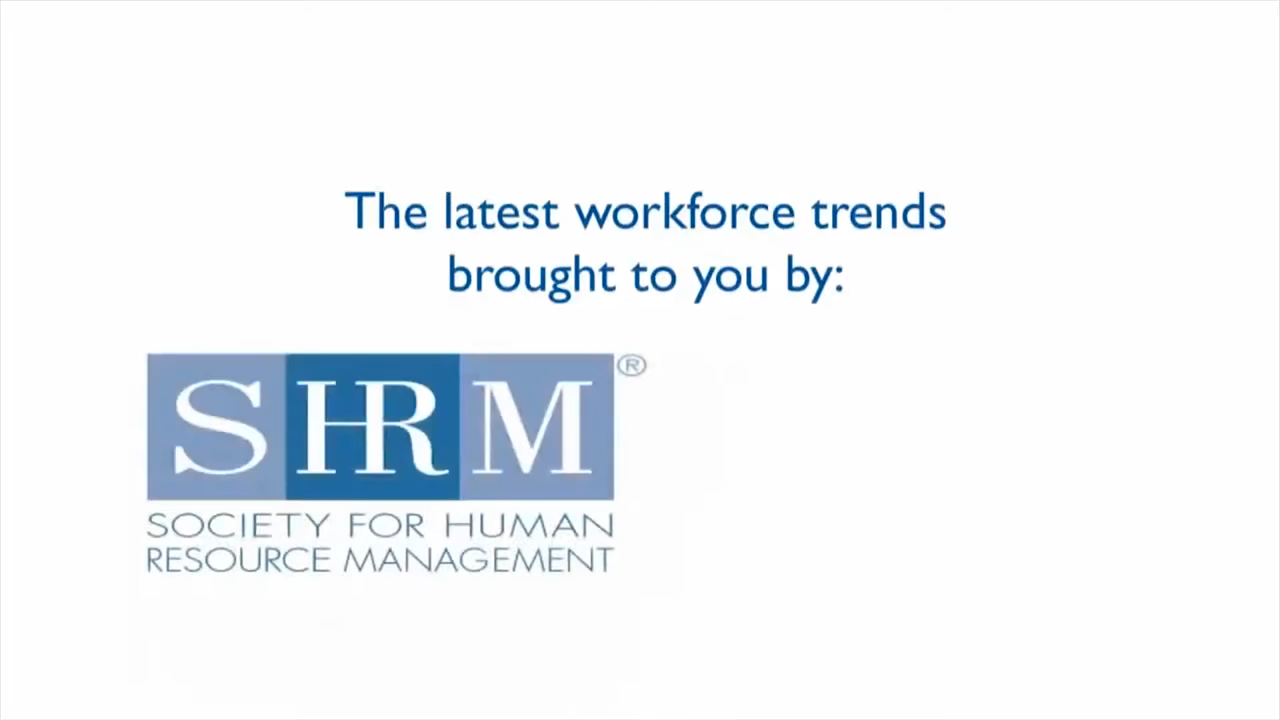 The latest workforce trends
brought to you by:
SHRM®
SOCIETY FOR HUMAN
RESOURCE MANAGEMENT